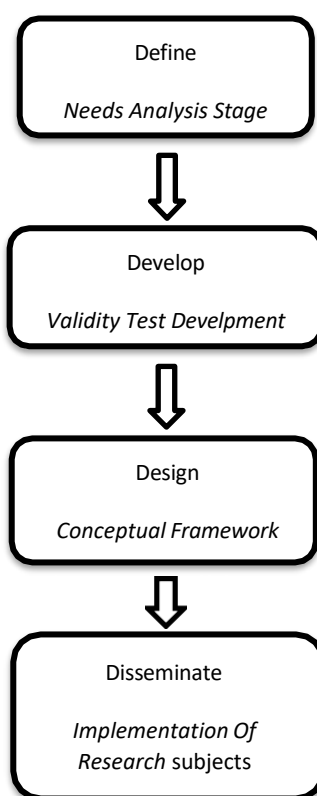 Define
Needs Analysis Stage
Develop
Validity Test Develpment
Design
Conceptual Framework
Disseminate
Implementation Of
Research subjects